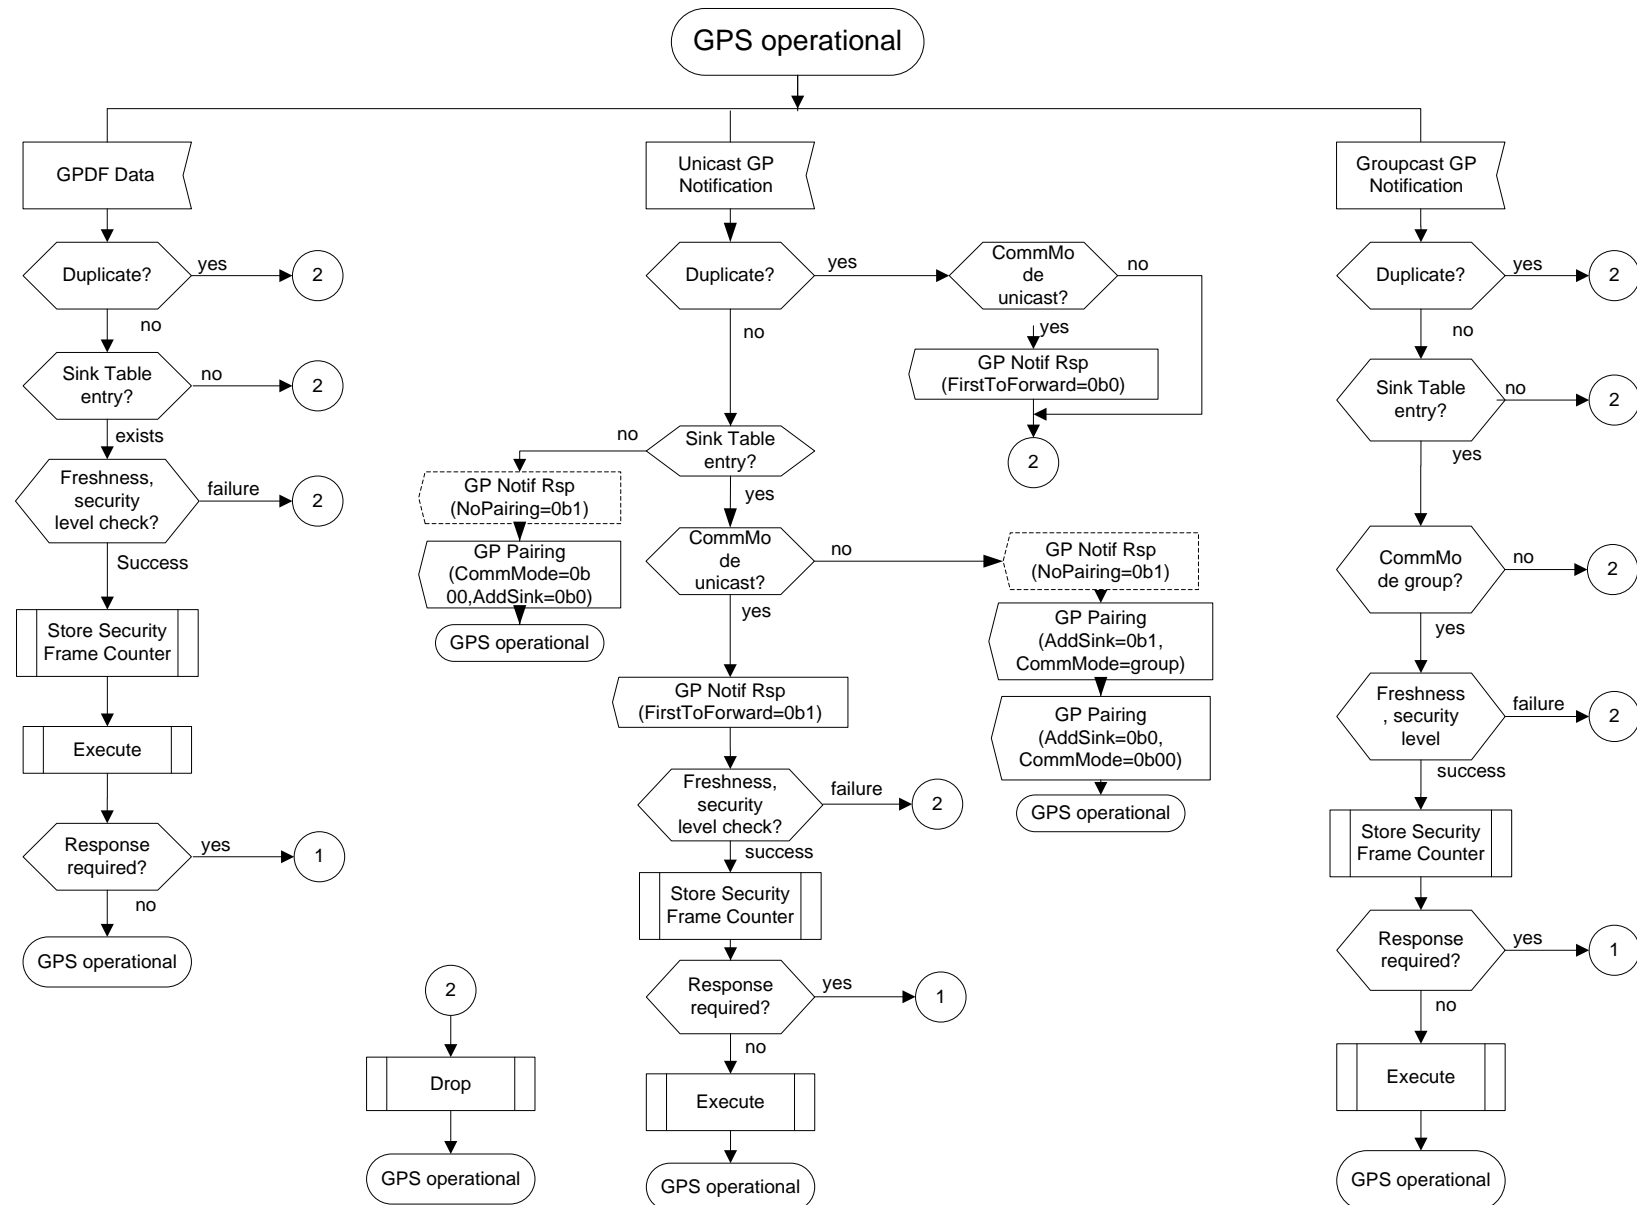 GPS operational
GPDF Data
Duplicate?
yes
2
no
Sink Table
entry?
no
2
exists
Freshness,
security
level check?
failure
2
Success
Store Security
Frame Counter
Execute
Response
required?
yes
1
no
GPS operational
2
Drop
GPS operational
Unicast GP
Notification
Duplicate?
yes
CommMo
de
unicast?
no
yes
GP Notif Rsp
(FirstToForward=0b0)
2
no
Sink Table
entry?
no
GP Notif Rsp
(NoPairing=0b1)
GP Pairing
(CommMode=0b
00,AddSink=0b0)
GPS operational
yes
CommMo
de
unicast?
no
GP Notif Rsp
(NoPairing=0b1)
GP Pairing
(AddSink=0b1,
CommMode=group)
GP Pairing
(AddSink=0b0,
CommMode=0b00)
GPS operational
yes
GP Notif Rsp
(FirstToForward=0b1)
Freshness,
security
level check?
failure
2
success
Store Security
Frame Counter
Response
required?
yes
1
no
Execute
GPS operational
Groupcast GP
Notification
Duplicate?
yes
2
no
Sink Table
entry?
no
2
yes
CommMo
de group?
no
2
yes
Freshness
, security
level
failure
2
success
Store Security
Frame Counter
Response
required?
yes
1
no
Execute
GPS operational